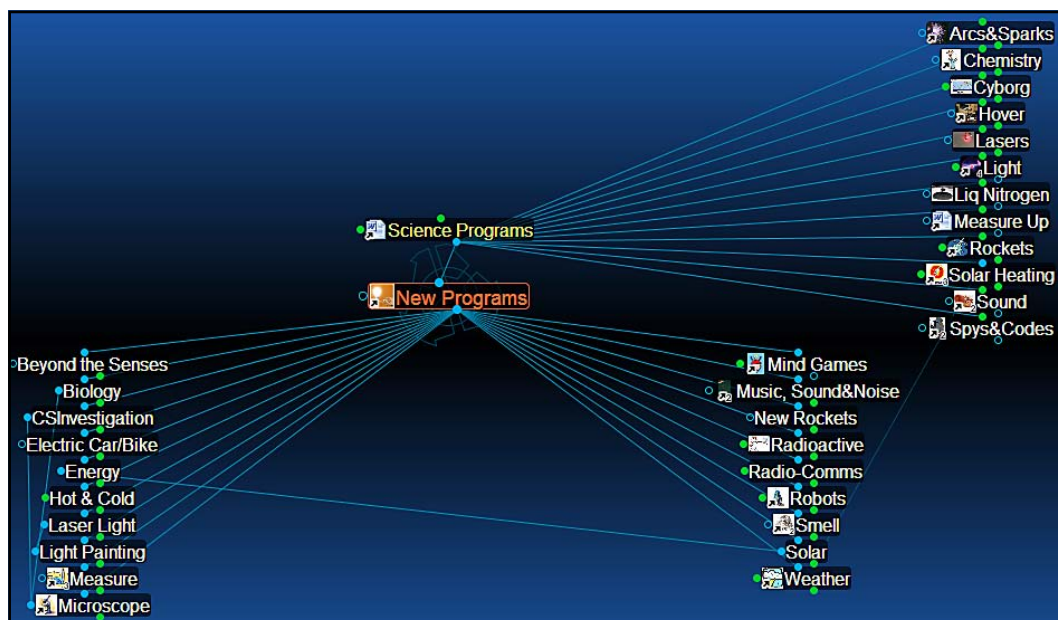 Arcs&Sparks
Chemistry
Cyborg
Hover
Lasers
Light
Liq Nitrogen
Measure Up
Rockets
Solar Heating
Sound
Spys&Codes
Science Programs
New Programs
Beyond the Senses
Biology
CSInvestigation
Electric Car/Bike
Energy
Hot & Cold
Laser Light
Light Painting
Measure
Microscope
Mind Games
Music, Sound&Noise
New Rockets
Radioactive
Radio-Comms
Robots
Smell
Solar
Weather